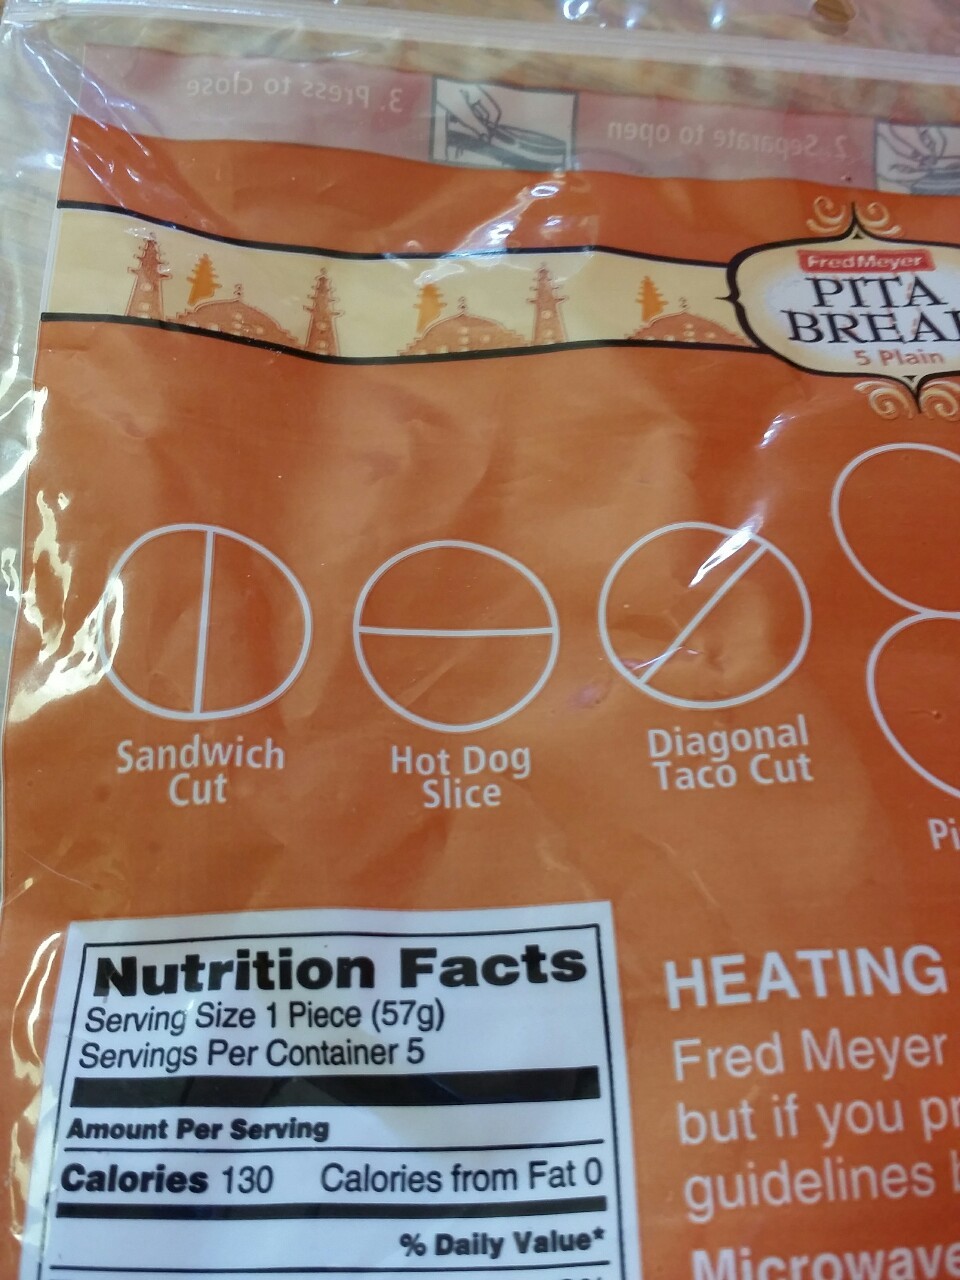 3. Press to close
2. Separate to open
Fred Meyer
PITA
5 Plain
Sandwich
Cut
Hot Dog
Slice
Diagonal
Taco Cut
Nutrition Facts
Serving Size 1 Piece (57g)
Servings Per Container 5
Amount Per Serving
Calories 130 Calories from Fat 0
% Daily Value*
HEATING
Fred Meyer
but if you
guidelines
Microwave